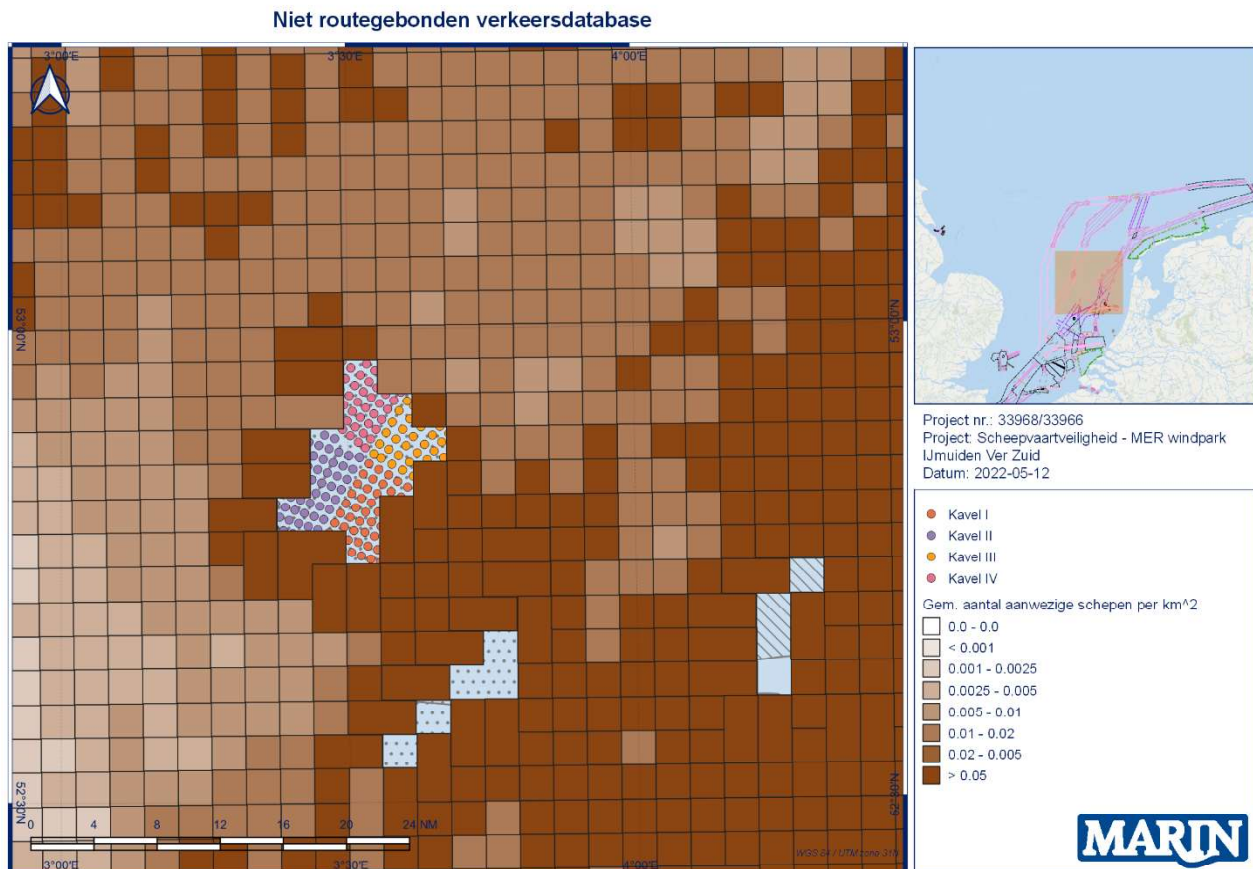 Niet routegebonden verkeersdatabase
3°00'E
3°30'E
4°00'E
53°00'N
53°00'N
52°30'N
52°30'N
0 4 8 12 16 20 24 NM
WGS 84 / UTM zone 31N
3°00'E
3°30'E
4°00'E
Project nr.: 33968/33966
Project: Scheepvaartveiligheid - MER windpark
IJmuiden Ver Zuid
Datum: 2022-05-12
Kavel I
Kavel II
Kavel III
Kavel IV
Gem. aantal aanwezige schepen per km^2
0.0 - 0.0
< 0.001
0.001 - 0.0025
0.0025 - 0.005
0.005 - 0.01
0.01 - 0.02
0.02 - 0.005
> 0.05
MARIN